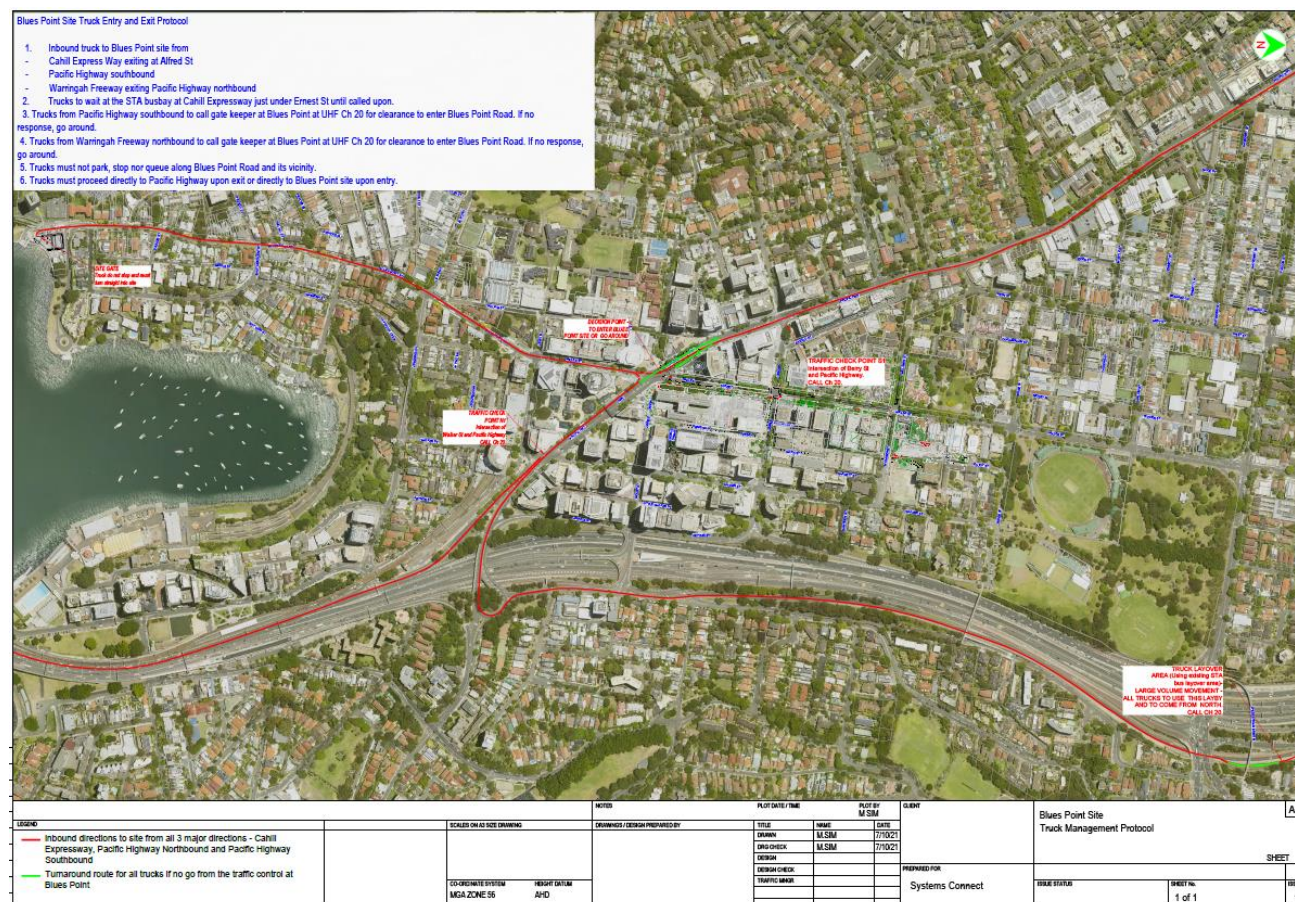 Blues Point Site Truck Entry and Exit Protocol
1. Inbound truck to Blues Point site from
- Cahill Express Way exiting at Alfred St
- Pacific Highway southbound
- Warringah Freeway exiting Pacific Highway northbound
2. Trucks to wait at the STA busbay at Cahill Expressway just under Ernest St until called upon.
3. Trucks from Pacific Highway southbound to call gate keeper at Blues Point at UHF Ch 20 for clearance to enter Blues Point Road. If no
response, go around.
4. Trucks from Warringah Freeway northbound to call gate keeper at Blues Point at UHF Ch 20 for clearance to enter Blues Point Road. If no response,
go around.
5. Trucks must not park, stop nor queue along Blues Point Road and its vicinity.
6. Trucks must proceed directly to Pacific Highway upon exit or directly to Blues Point site upon entry.
N
SITE GATE
Truck do not stop and must
turn straight into site
DECISION POINT -
TO ENTER BLUES
POINT SITE OR GO AROUND
TRAFFIC CHECK POINT
Intersection of Berry St
and Pacific Highway.
CALL Ch 20.
TRAFFIC CHECK
POINT
Intersection of
Walker St and Pacific Highway
CALL Ch 20
TRUCK LAYOVER
AREA (Using existing STA
bus layover area)-
LARGE VOLUME MOVEMENT -
ALL TRUCKS TO USE THIS LAYBY
AND TO COME FROM NORTH.
CALL CH 20
LEGEND
Inbound directions to site from all 3 major directions - Cahill
Expressway, Pacific Highway Northbound and Pacific Highway
Southbound
Turnaround route for all trucks if no go from the traffic control at
Blues Point
SCALES ON A3 SIZE DRAWING
CO-ORDINATE SYSTEM HEIGHT DATUM
MGA ZONE 56 AHD
NOTES
DRAWINGS / DESIGN PREPARED BY
PLOT DATE / TIME PLOT BY
M SIM
TITLE NAME DATE
DRAWN M.SIM 7/10/21
DRG CHECK M.SIM 7/10/21
DESIGN
DESIGN CHECK
TRAFFIC MNGR
CLIENT
PREPARED FOR
Systems Connect
Blues Point Site
Truck Management Protocol
A
SHEET
ISSUE STATUS
SHEET No.
1 of 1